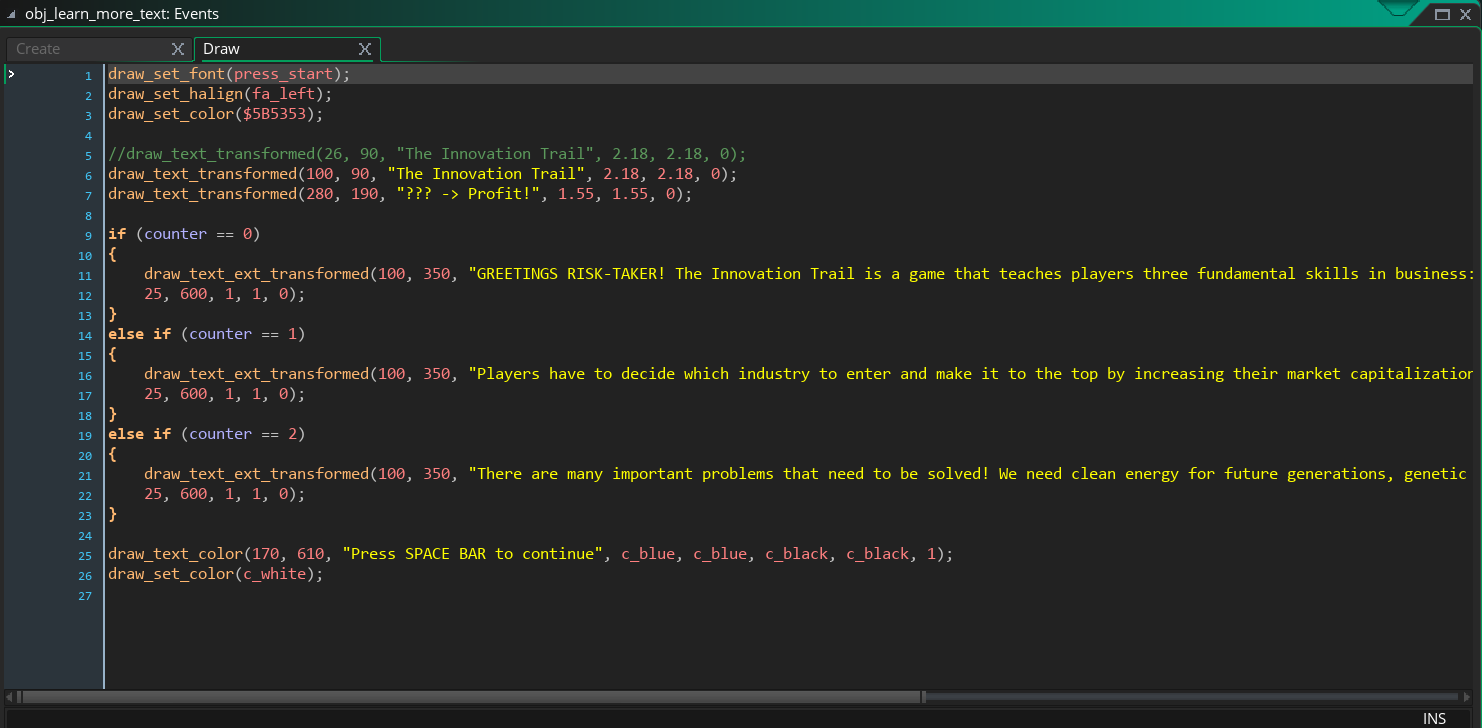 obj_learn_more_text: Events
Create
Draw
1 draw_set_font(press_start);
2 draw_set_halign(fa_left);
3 draw_set_color($5B5353);
4
5 //draw_text_transformed(26, 90, "The Innovation Trail", 2.18, 2.18, 0);
6 draw_text_transformed(100, 90, "The Innovation Trail", 2.18, 2.18, 0);
7 draw_text_transformed(280, 190, "??? -> Profit!", 1.55, 1.55, 0);
8
9 if (counter == 0)
10 {
11 draw_text_ext_transformed(100, 350, "GREETINGS RISK-TAKER! The Innovation Trail is a game that teaches players three fundamental skills in business:
12 25, 600, 1, 1, 0);
13 }
14 else if (counter == 1)
15 {
16 draw_text_ext_transformed(100, 350, "Players have to decide which industry to enter and make it to the top by increasing their market capitalization
17 25, 600, 1, 1, 0);
18 }
19 else if (counter == 2)
20 {
21 draw_text_ext_transformed(100, 350, "There are many important problems that need to be solved! We need clean energy for future generations, genetic
22 25, 600, 1, 1, 0);
23 }
24
25 draw_text_color(170, 610, "Press SPACE BAR to continue", c_blue, c_blue, c_black, c_black, 1);
26 draw_set_color(c_white);
27
INS